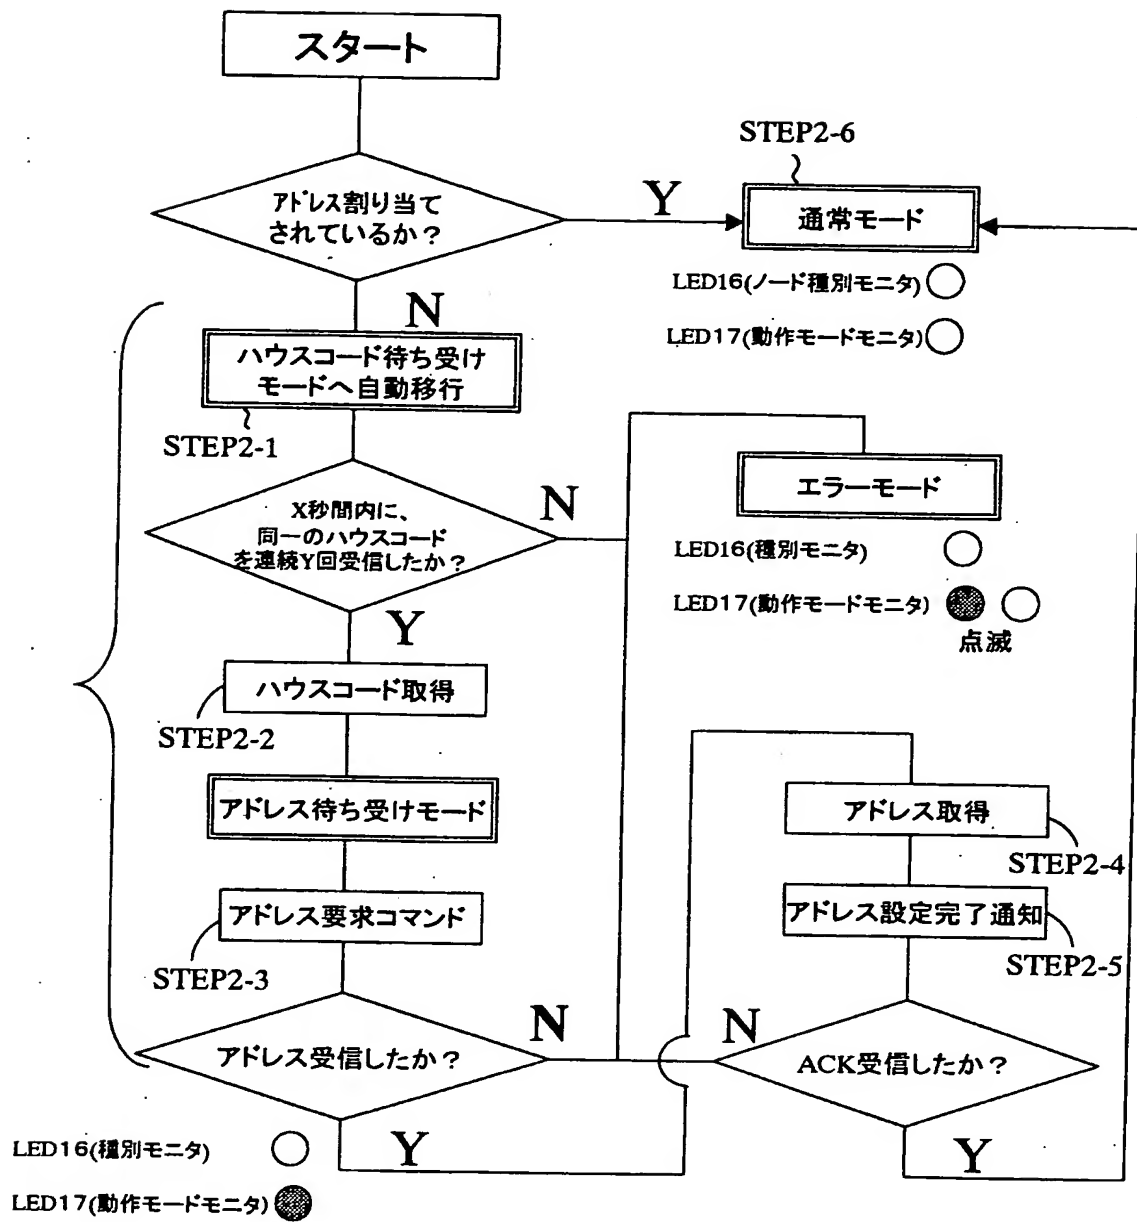 スタート
STEP2-6
アドレス割り当て
されているか？
Y
通常モード
N
LED16(ノード種別モニタ)
LED17(動作モードモニタ)
ハウスコード待ち受け
モードへ自動移行
STEP2-1
エラーモード
X秒間内に、
同一のハウスコード
を連続Y回受信したか？
N
LED16(種別モニタ)
LED17(動作モードモニタ)
点滅
Y
ハウスコード取得
STEP2-2
アドレス待ち受けモード
アドレス取得
STEP2-4
アドレス要求コマンド
アドレス設定完了通知
STEP2-3
STEP2-5
N
N
アドレス受信したか？
ACK受信したか？
Y
Y
LED16(種別モニタ)
LED17(動作モードモニタ)